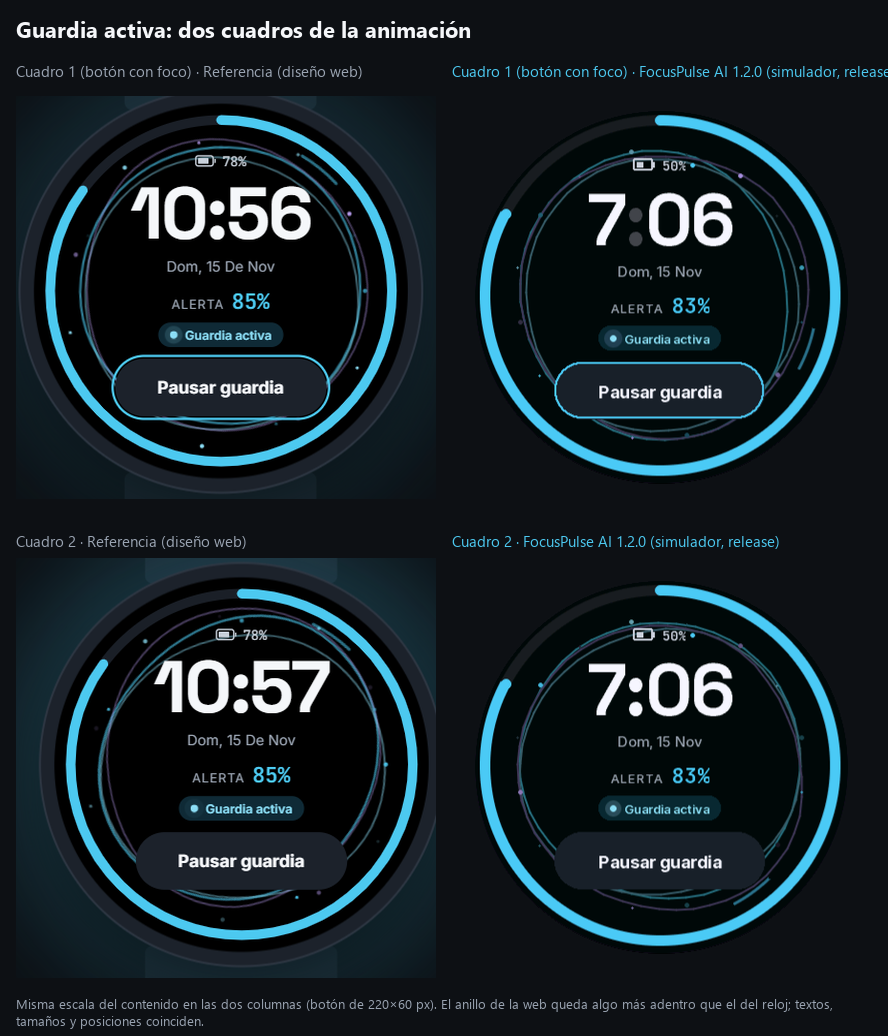 Guardia activa: dos cuadros de la animación
Cuadro 1 (botón con foco) · Referencia (diseño web)
Cuadro 1 (botón con foco) · FocusPulse AI 1.2.0 (simulador, release
78%
10:56
Dom, 15 De Nov
ALERTA 85%
Guardia activa
Pausar guardia
50%
7:06
Dom, 15 Nov
ALERTA 83%
Guardia activa
Pausar guardia
Cuadro 2 · Referencia (diseño web)
Cuadro 2 · FocusPulse AI 1.2.0 (simulador, release)
78%
10:57
Dom, 15 De Nov
ALERTA 85%
Guardia activa
Pausar guardia
50%
7:06
Dom, 15 Nov
ALERTA 83%
Guardia activa
Pausar guardia
Misma escala del contenido en las dos columnas (botón de 220×60 px). El anillo de la web queda algo más adentro que el del reloj; textos,
tamaños y posiciones coinciden.